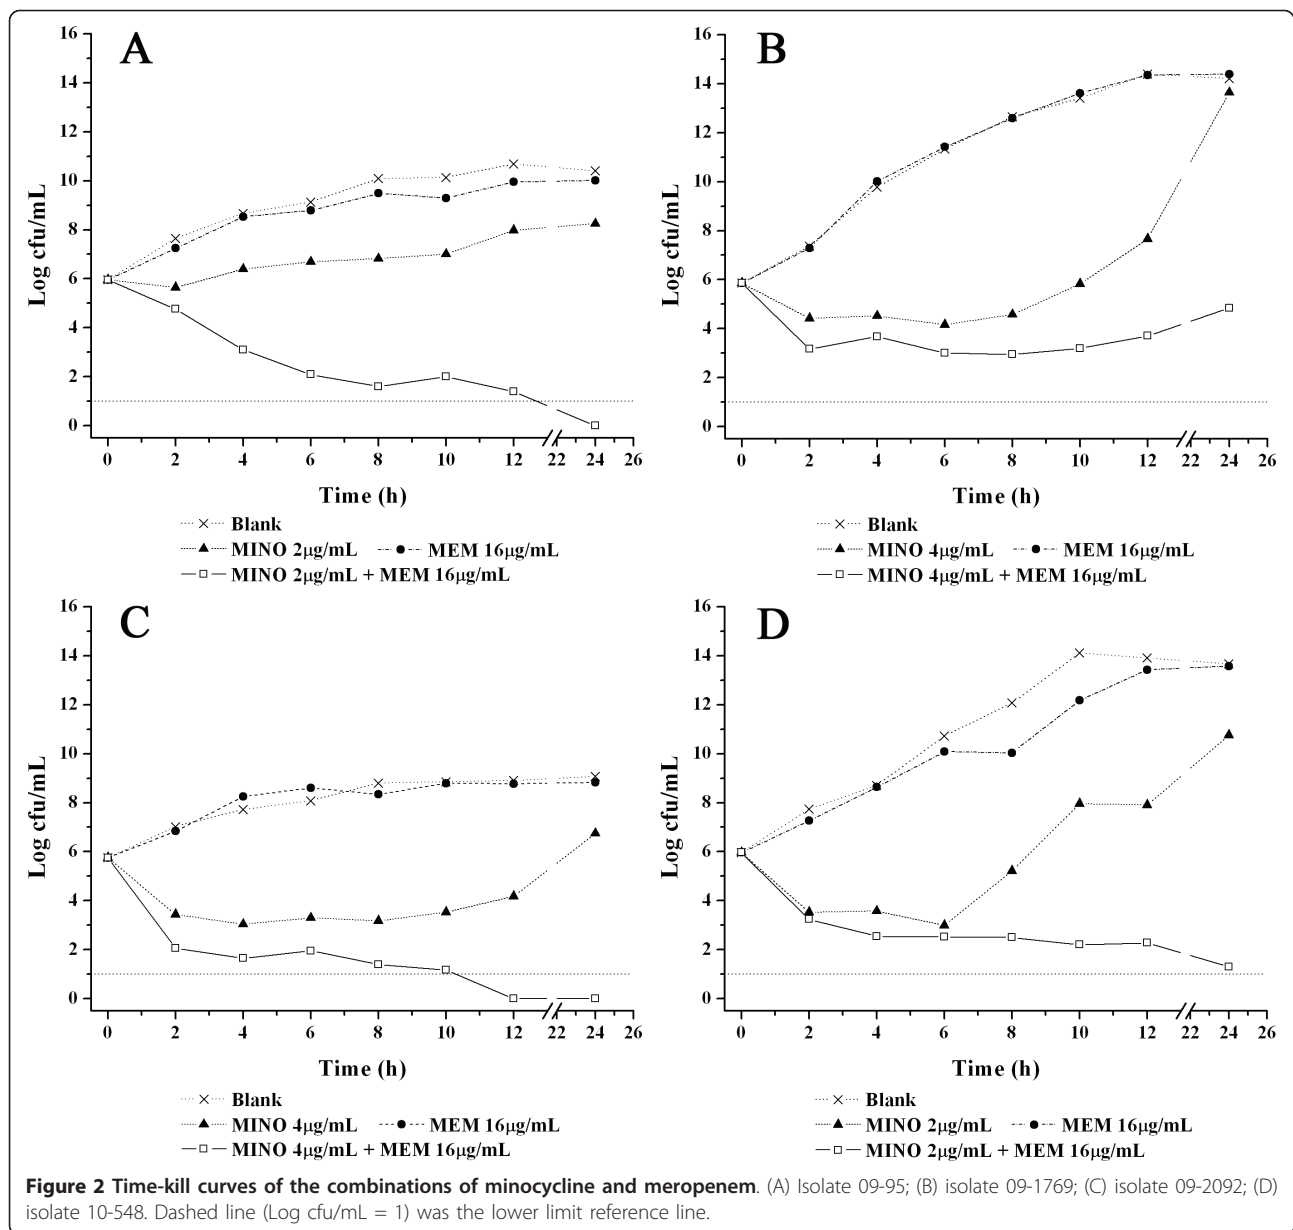 A
16
14
12
10
8
6
4
2
0
Log cfu/mL
0 2 4 6 8 10 12 22 24 26
Time (h)
Blank
MINO 2µg/mL MEM 16µg/mL
MINO 2µg/mL + MEM 16µg/mL
B
16
14
12
10
8
6
4
2
0
Log cfu/mL
0 2 4 6 8 10 12 22 24 26
Time (h)
Blank
MINO 4µg/mL MEM 16µg/mL
MINO 4µg/mL + MEM 16µg/mL
C
16
14
12
10
8
6
4
2
0
Log cfu/mL
0 2 4 6 8 10 12 22 24 26
Time (h)
Blank
MINO 4µg/mL MEM 16µg/mL
MINO 4µg/mL + MEM 16µg/mL
D
16
14
12
10
8
6
4
2
0
Log cfu/mL
0 2 4 6 8 10 12 22 24 26
Time (h)
Blank
MINO 2µg/mL MEM 16µg/mL
MINO 2µg/mL + MEM 16µg/mL
Figure 2 Time-kill curves of the combinations of minocycline and meropenem. (A) Isolate 09-95; (B) isolate 09-1769; (C) isolate 09-2092; (D)
isolate 10-548. Dashed line (Log cfu/mL = 1) was the lower limit reference line.